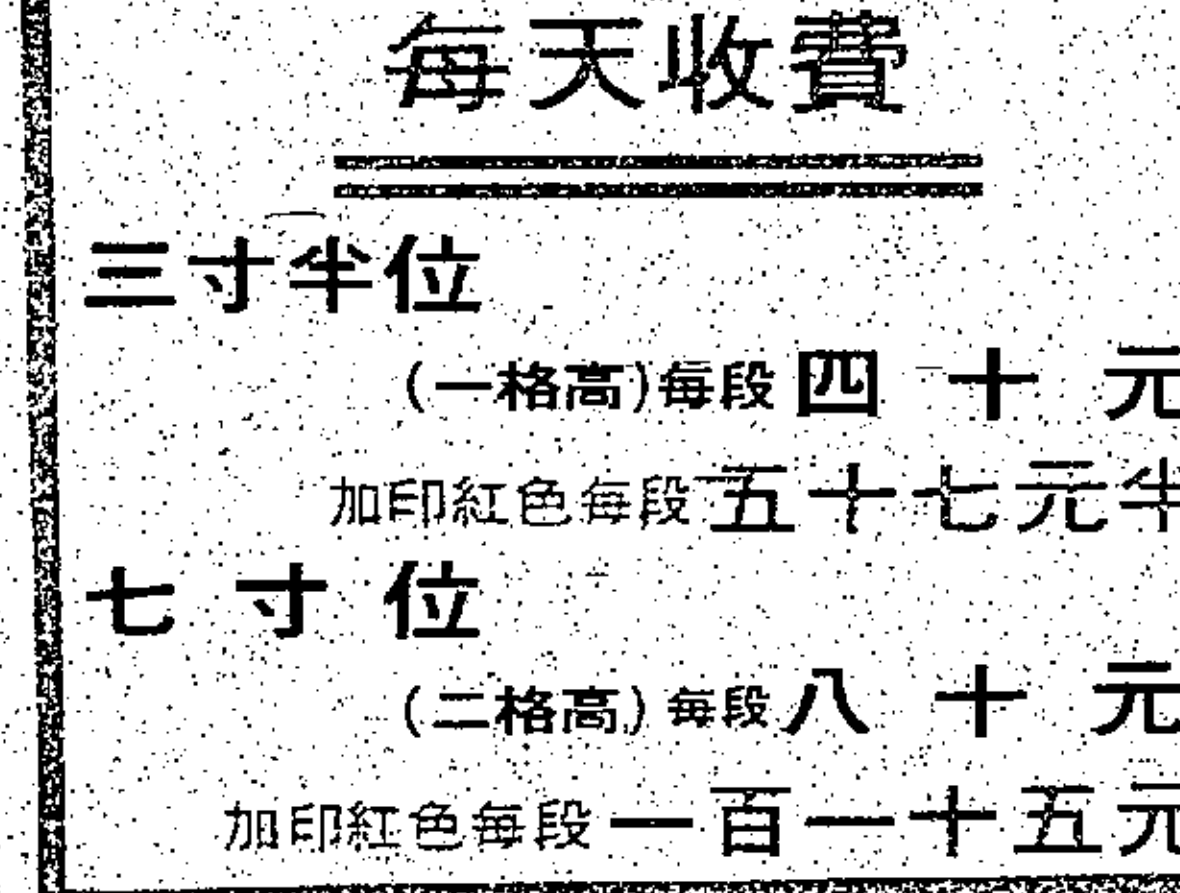 每天收費
三寸半位
(一格高)每段四十元
加印紅色每段五十七元半
七寸位
(二格高)每段八十元
加印紅色每段一百一十五元